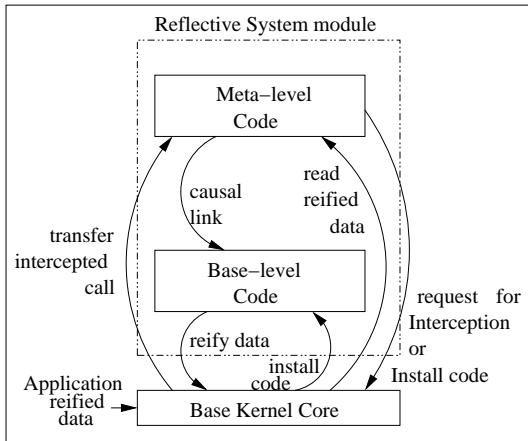 Reflective System module
Meta−level
Code
causal
link
read
reified
data
transfer
intercepted
call
Base−level
Code
request for
Interception
or
Install code
reify data
install
code
Application
reified
data
Base Kernel Core